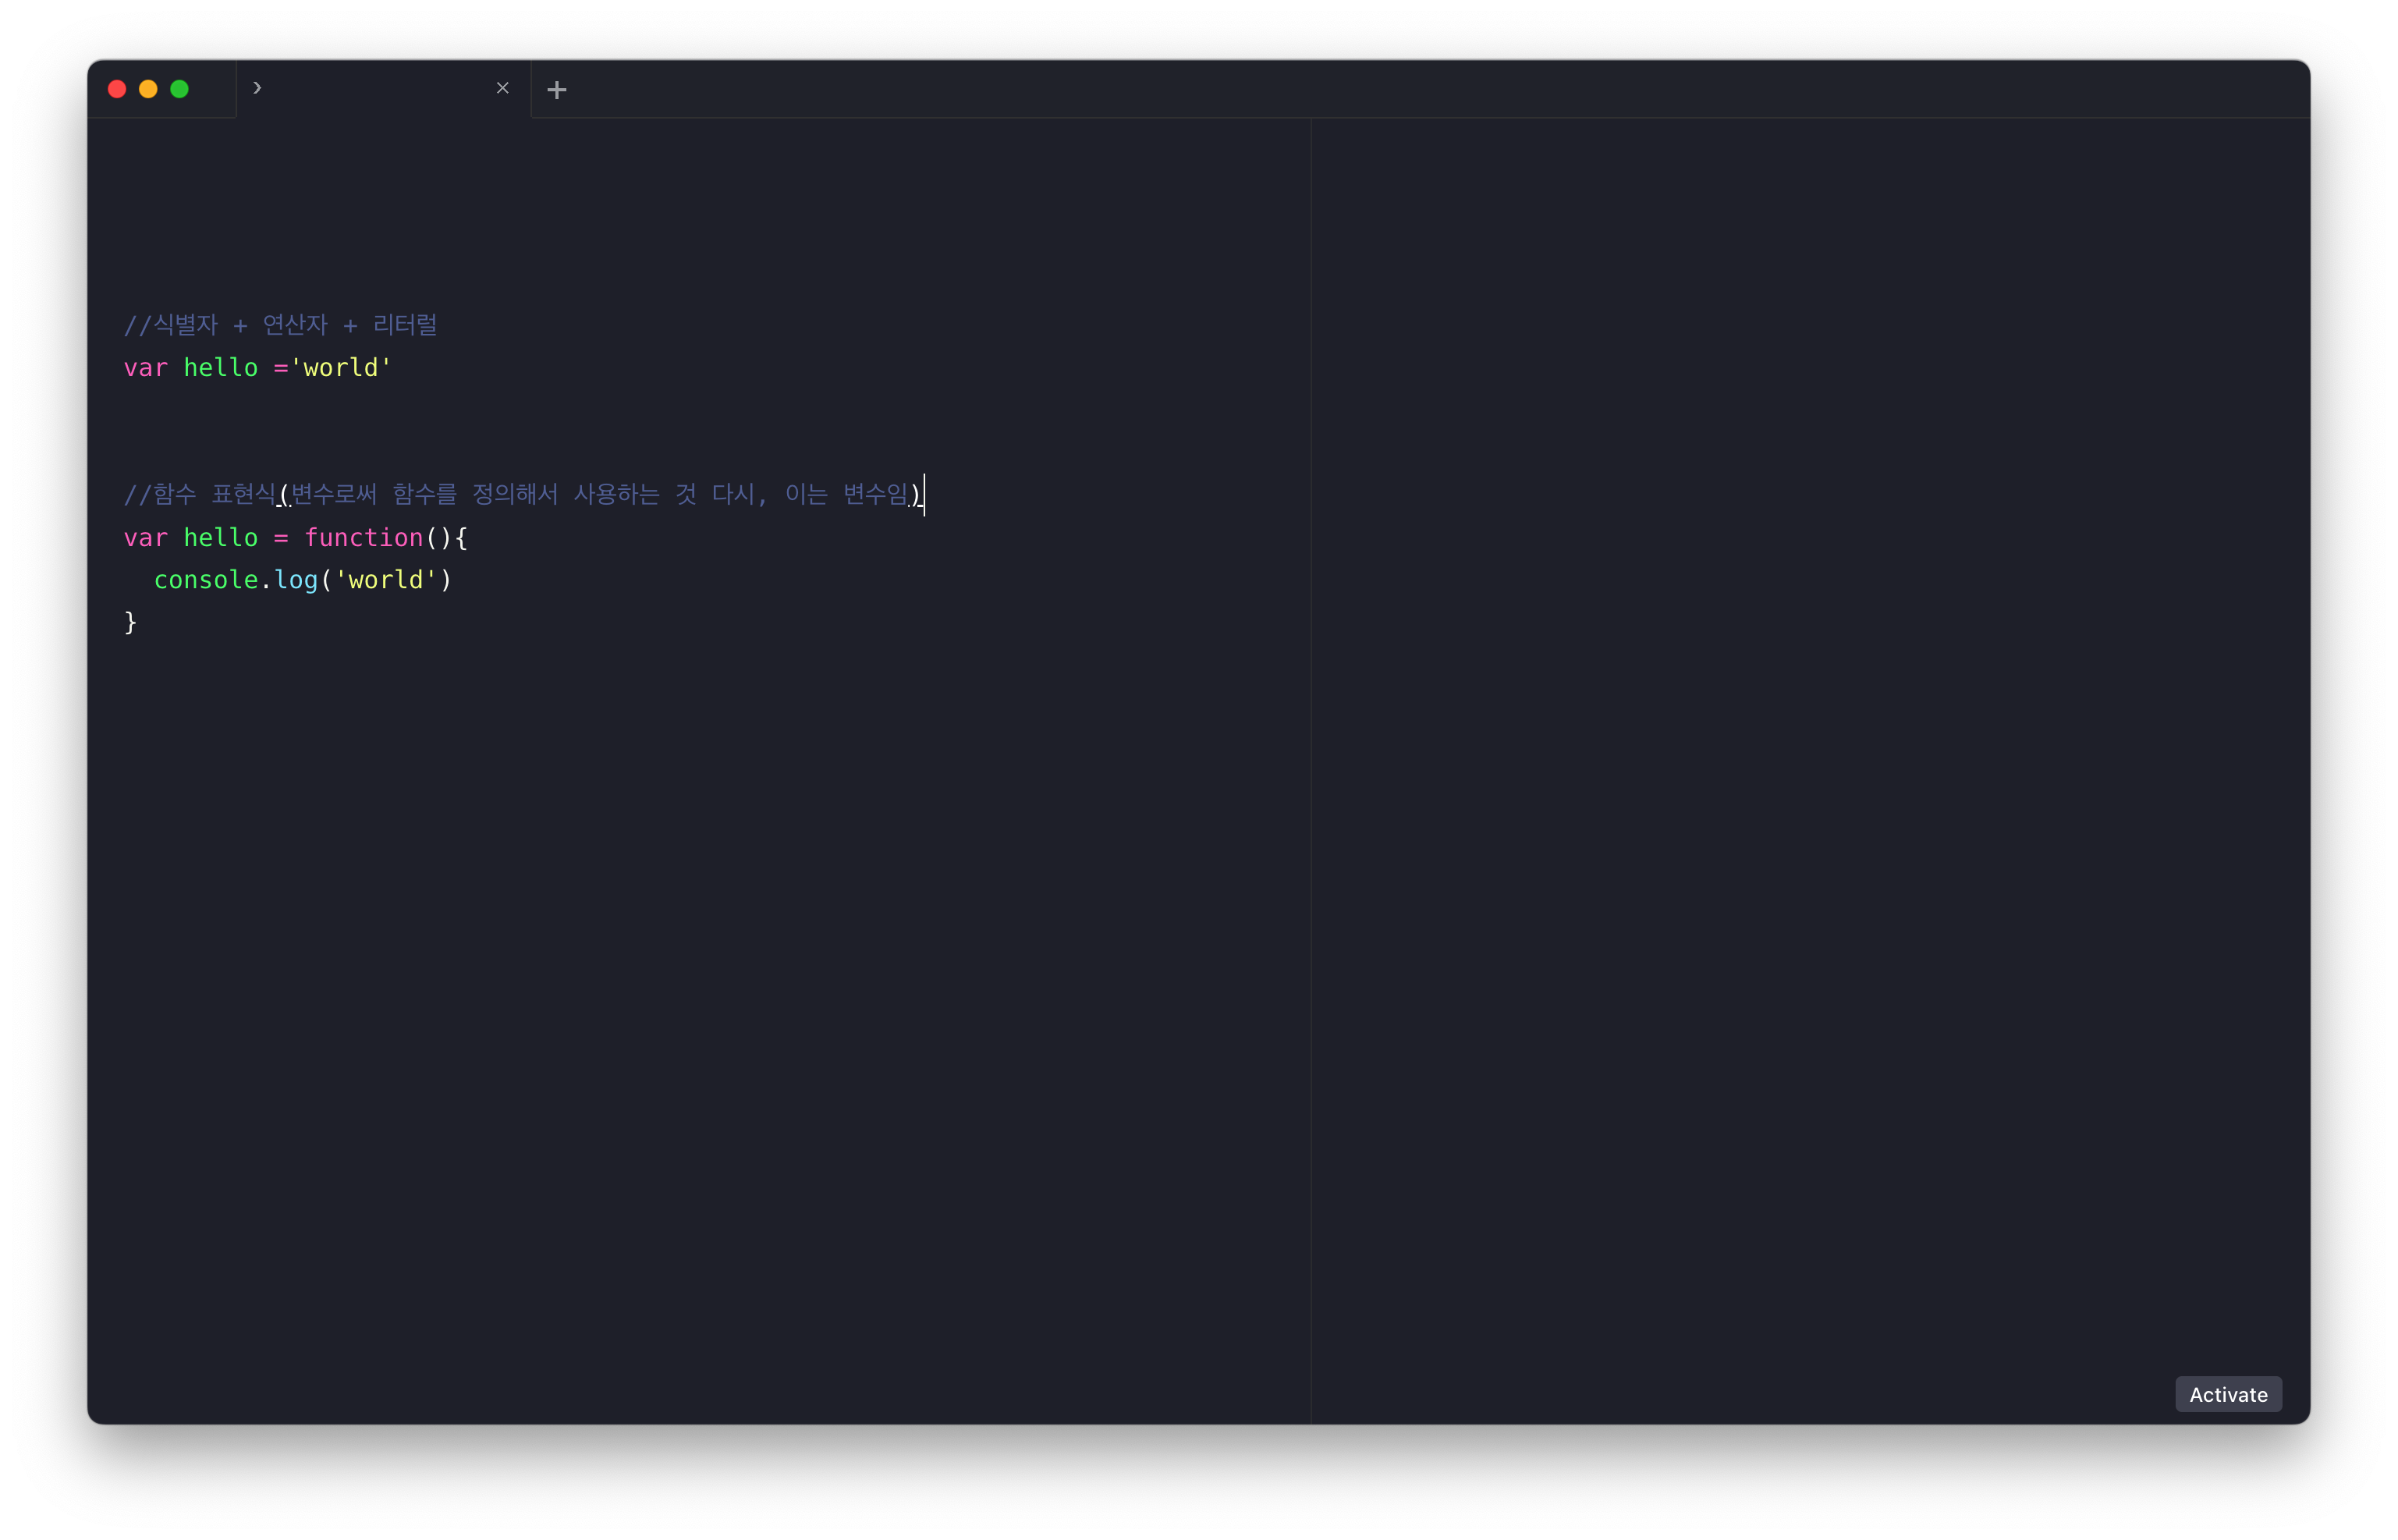 //식별자 + 연산자 + 리터럴
var hello ='world'
//함수 표현식(변수로써 함수를 정의해서 사용하는 것 다시, 이는 변수임)
var hello = function(){
  console.log('world')
}
Activate